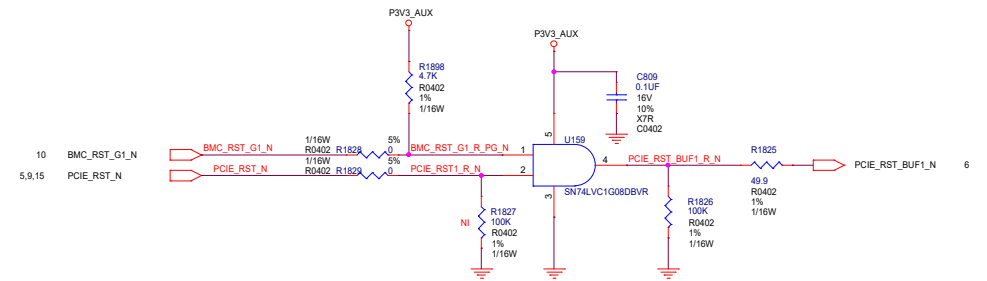 P3V3_AUX
P3V3_AUX
R1898
4.7K
R0402
1%
1/16W
C809
0.1UF
16V
10%
X7R
C0402
5
U159
1/16W
5%
10 BMC_RST_G1_N
BMC_RST_G1_N
R0402 R1828 0
BMC_RST_G1_R_PG_N
1
1/16W
5%
5,9,15 PCIE_RST_N
PCIE_RST_N
R0402 R1829 0
PCIE_RST1_R_N
2
4
PCIE_RST_BUF1_R_N
R1825
49.9
R0402
1%
1/16W
PCIE_RST_BUF1_N 6
SN74LVC1G08DBVR
3
NI
R1827
100K
R0402
1%
1/16W
R1826
100K
R0402
1%
1/16W